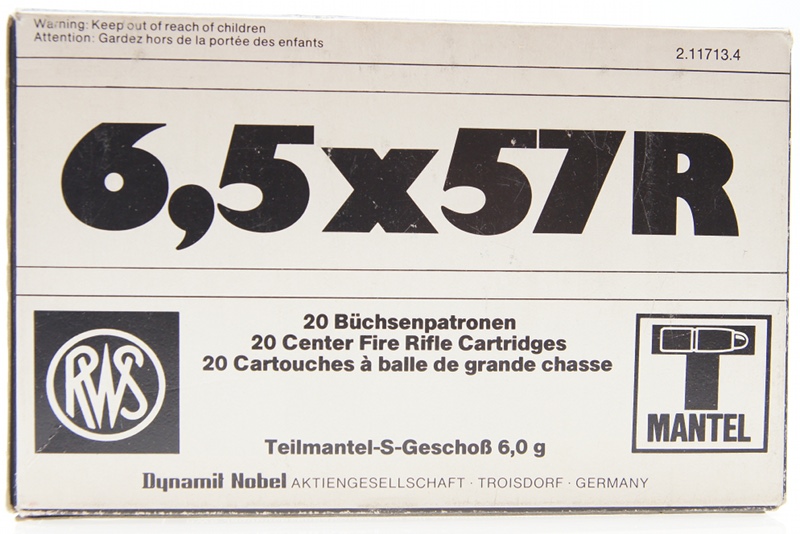 Warning: Keep out of reach of children
Attention: Gardez hors de la portée des enfants
2.11713.4
6,5x57R
20 Büchsenpatronen
20 Center Fire Rifle Cartridges
20 Cartouches à balle de grande chasse
RWS
T
MANTEL
Teilmantel-S-Geschoß 6,0 g
Dynamit Nobel AKTIENGESELLSCHAFT · TROISDORF · GERMANY